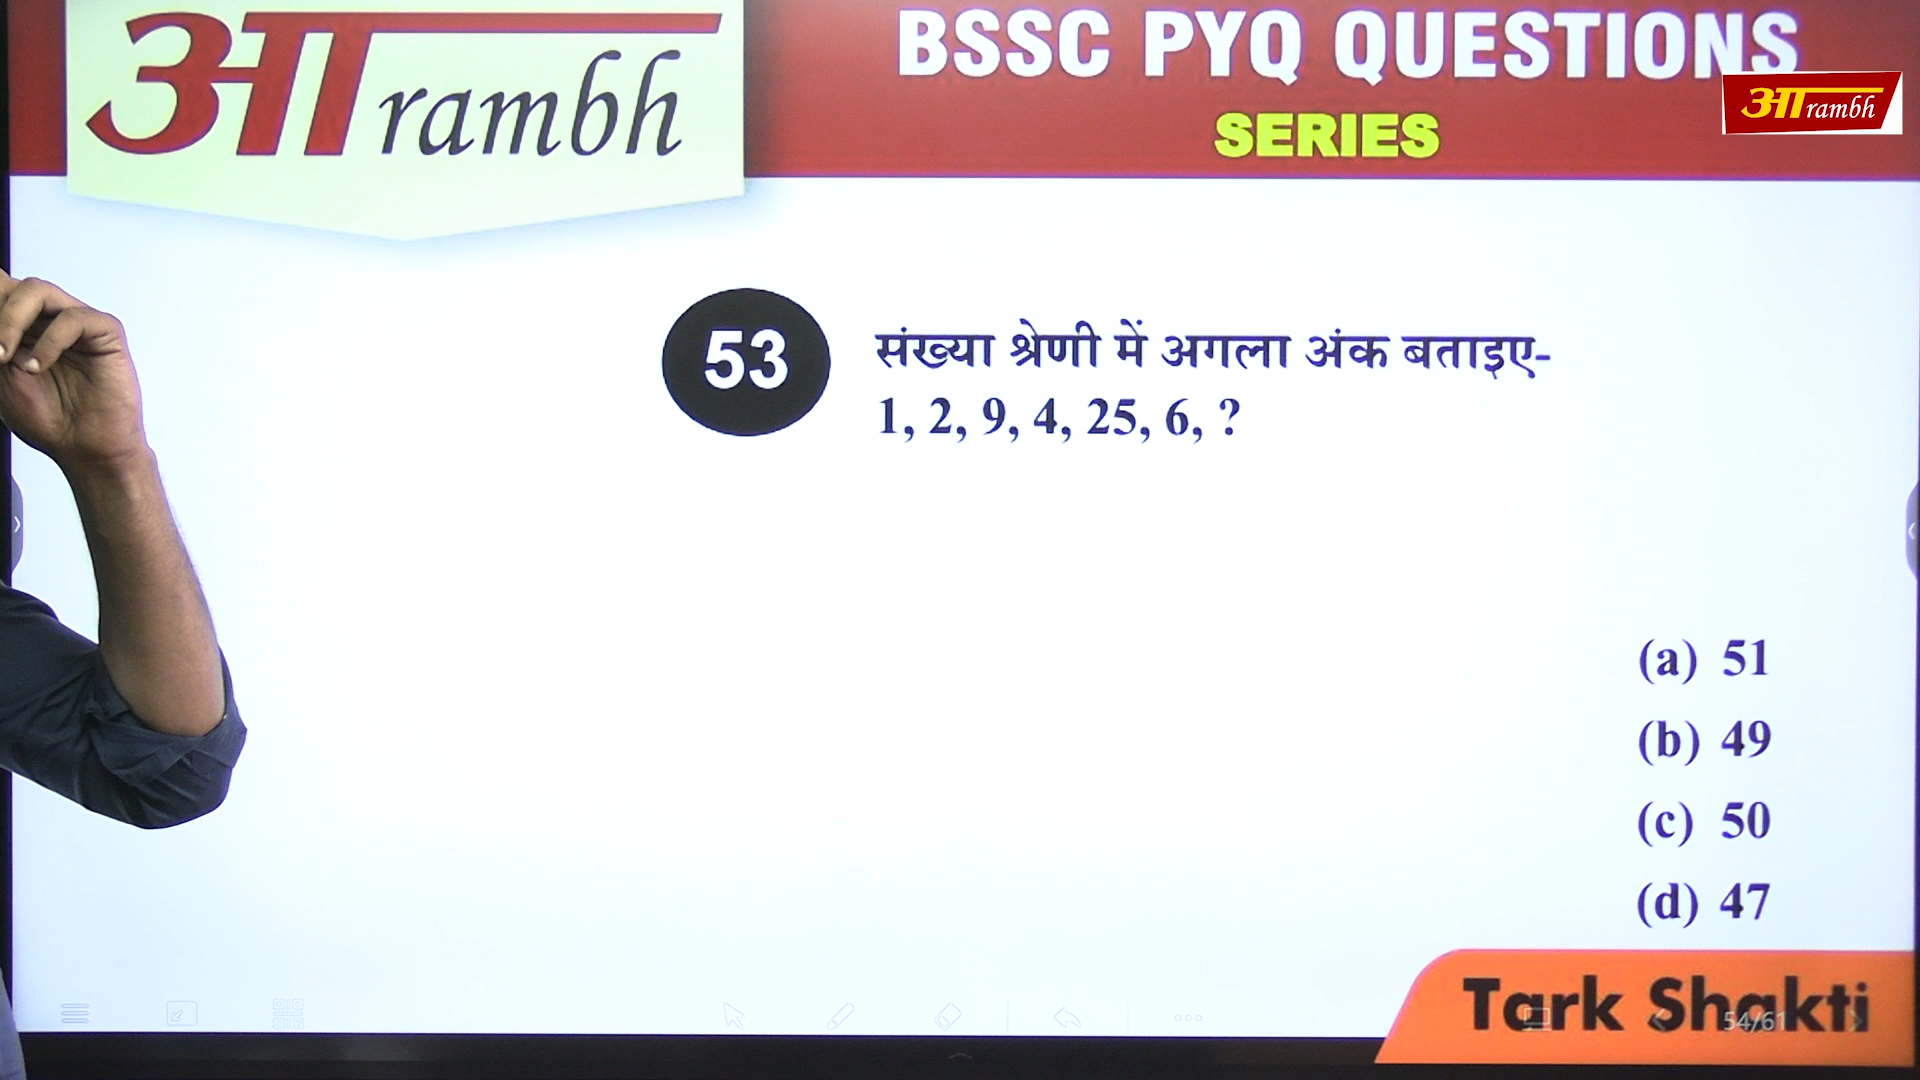 आrambh
BSSC PYQ QUESTIONS
SERIES
आrambh
53
संख्या श्रेणी में अगला अंक बताइए-
1, 2, 9, 4, 25, 6, ?
(a) 51
(b) 49
(c) 50
(d) 47
Tark Shakti
54/61